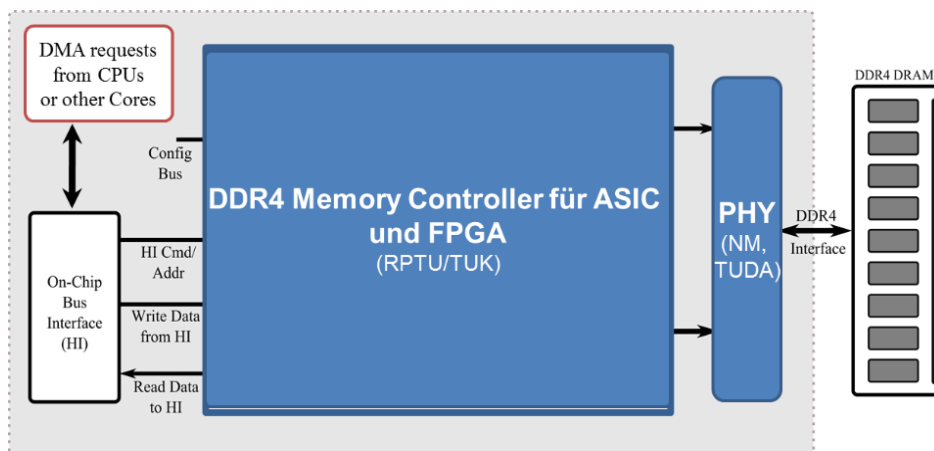 DMA requests
from CPUs
or other Cores
Config
Bus
On-Chip
Bus
Interface
(HI)
HI Cmd/
Addr
Write Data
from HI
Read Data
to HI
DDR4 Memory Controller für ASIC
und FPGA
(RPTU/TUK)
PHY
(NM,
TUDA)
DDR4
Interface
DDR4 DRAM